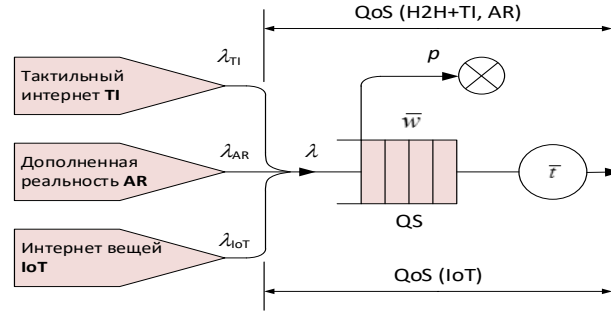 QoS (H2H+TI, AR)
λTI
p
Тактильный
интернет TI
w̅
Дополненная
реальность AR
λAR
λ
t̅
QS
Интернет вещей
IoT
λIoT
QoS (IoT)